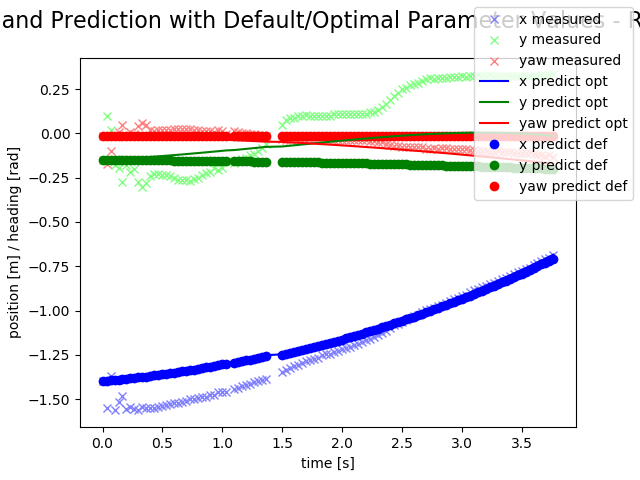 and Prediction with Default/Optimal Parameter Values - R
x measured
y measured
yaw measured
x predict opt
y predict opt
yaw predict opt
x predict def
y predict def
yaw predict def
0.25
0.00
−0.25
−0.50
−0.75
−1.00
−1.25
−1.50
position [m] / heading [rad]
0.0 0.5 1.0 1.5 2.0 2.5 3.0 3.5
time [s]